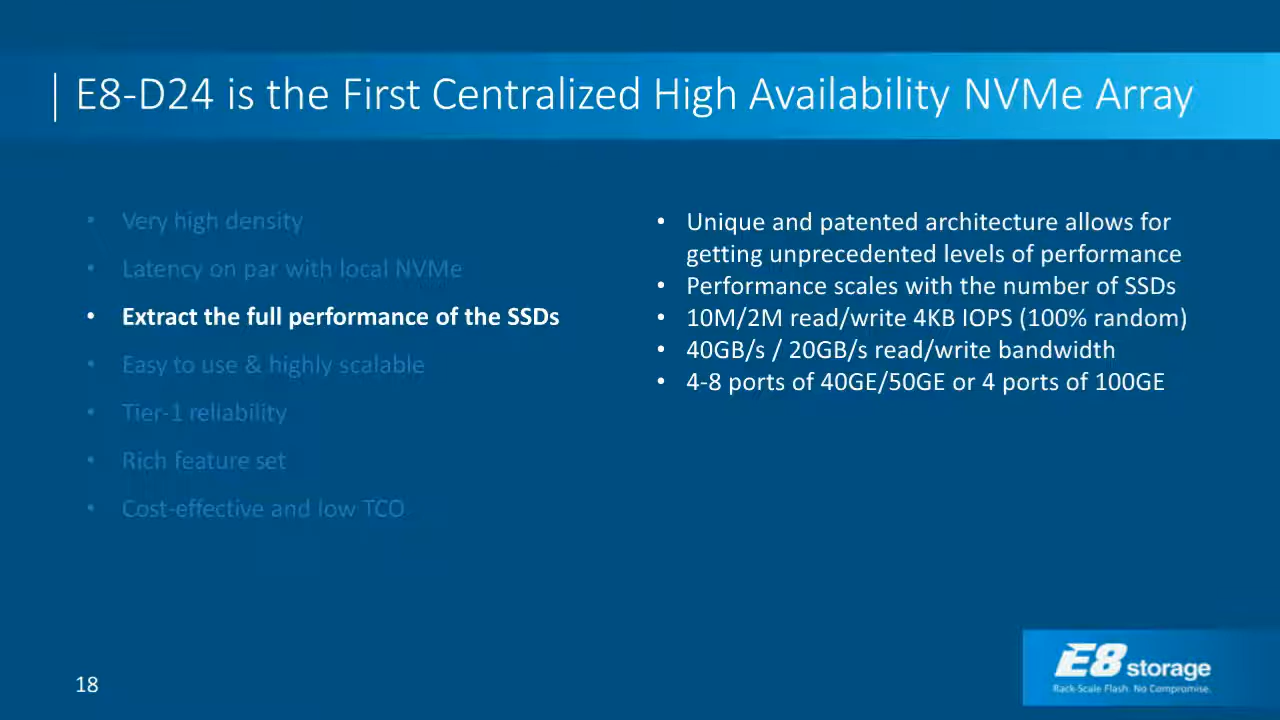 E8-D24 is the First Centralized High Availability NVMe Array
• Very high density
• Latency on par with local NVMe
• Extract the full performance of the SSDs
• Easy to use & highly scalable
• Tier-1 reliability
• Rich feature set
• Cost-effective and low TCO
• Unique and patented architecture allows for
getting unprecedented levels of performance
• Performance scales with the number of SSDs
• 10M/2M read/write 4KB IOPS (100% random)
• 40GB/s / 20GB/s read/write bandwidth
• 4-8 ports of 40GE/50GE or 4 ports of 100GE
18
E8 storage
Rack-Scale Flash. No Compromise.